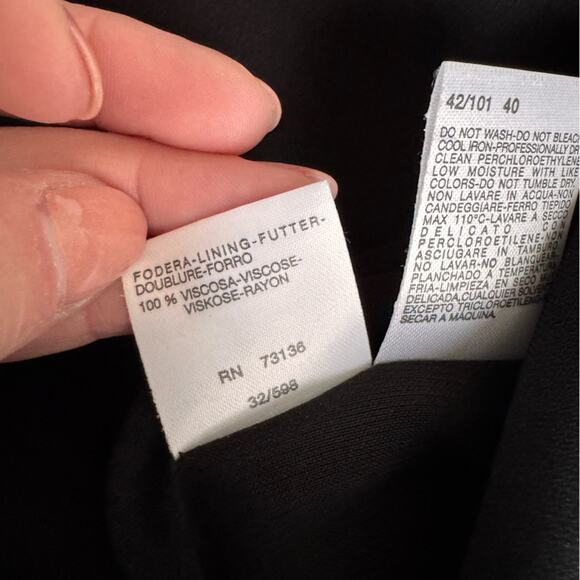 FODERA-LINING-FUTTER-
DOUBLURE-FORRO
100 % VISCOSA-VISCOSE-
VISKOSE-RAYON
RN 73136
32/598
42/101 40
DO NOT WASH-DO NOT BLEAC
COOL IRON-PROFESSIONALLY DR
CLEAN PERCHLOROETHYLENE
LOW MOISTURE WITH LIKE
COLORS-DO NOT TUMBLE DRY
NON LAVARE IN ACQUA-NON
CANDEGGIARE-FERRO TIEPIDO
MAX 110°C-LAVARE A SECCO
DELICATO CON
PERCLOROETILENE-
ASCIUGARE IN TAMBURO
NO LAVAR-NO BLANQUEAR-
PLANCHADO A TEMPERATURA
FRIA-LIMPIEZA EN SECO
DELICADA,CUALQUIER SOLVENTE
EXCEPTO TRICLOROETILENO-
SECAR A MAQUINA.